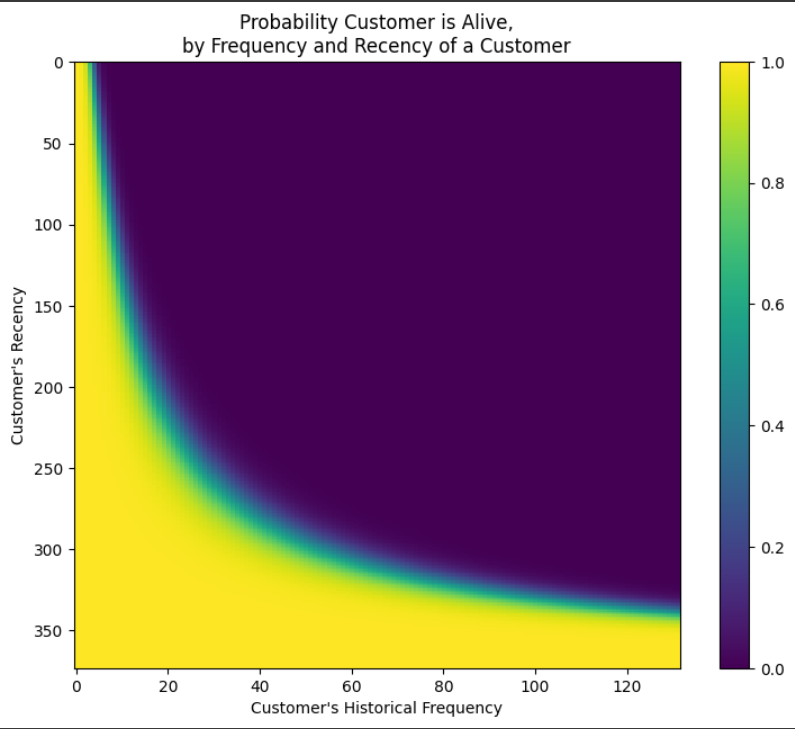 Probability Customer is Alive,
by Frequency and Recency of a Customer
0
50
100
150
200
250
300
350
Customer's Recency
0 20 40 60 80 100 120
Customer's Historical Frequency
1.0
0.8
0.6
0.4
0.2
0.0